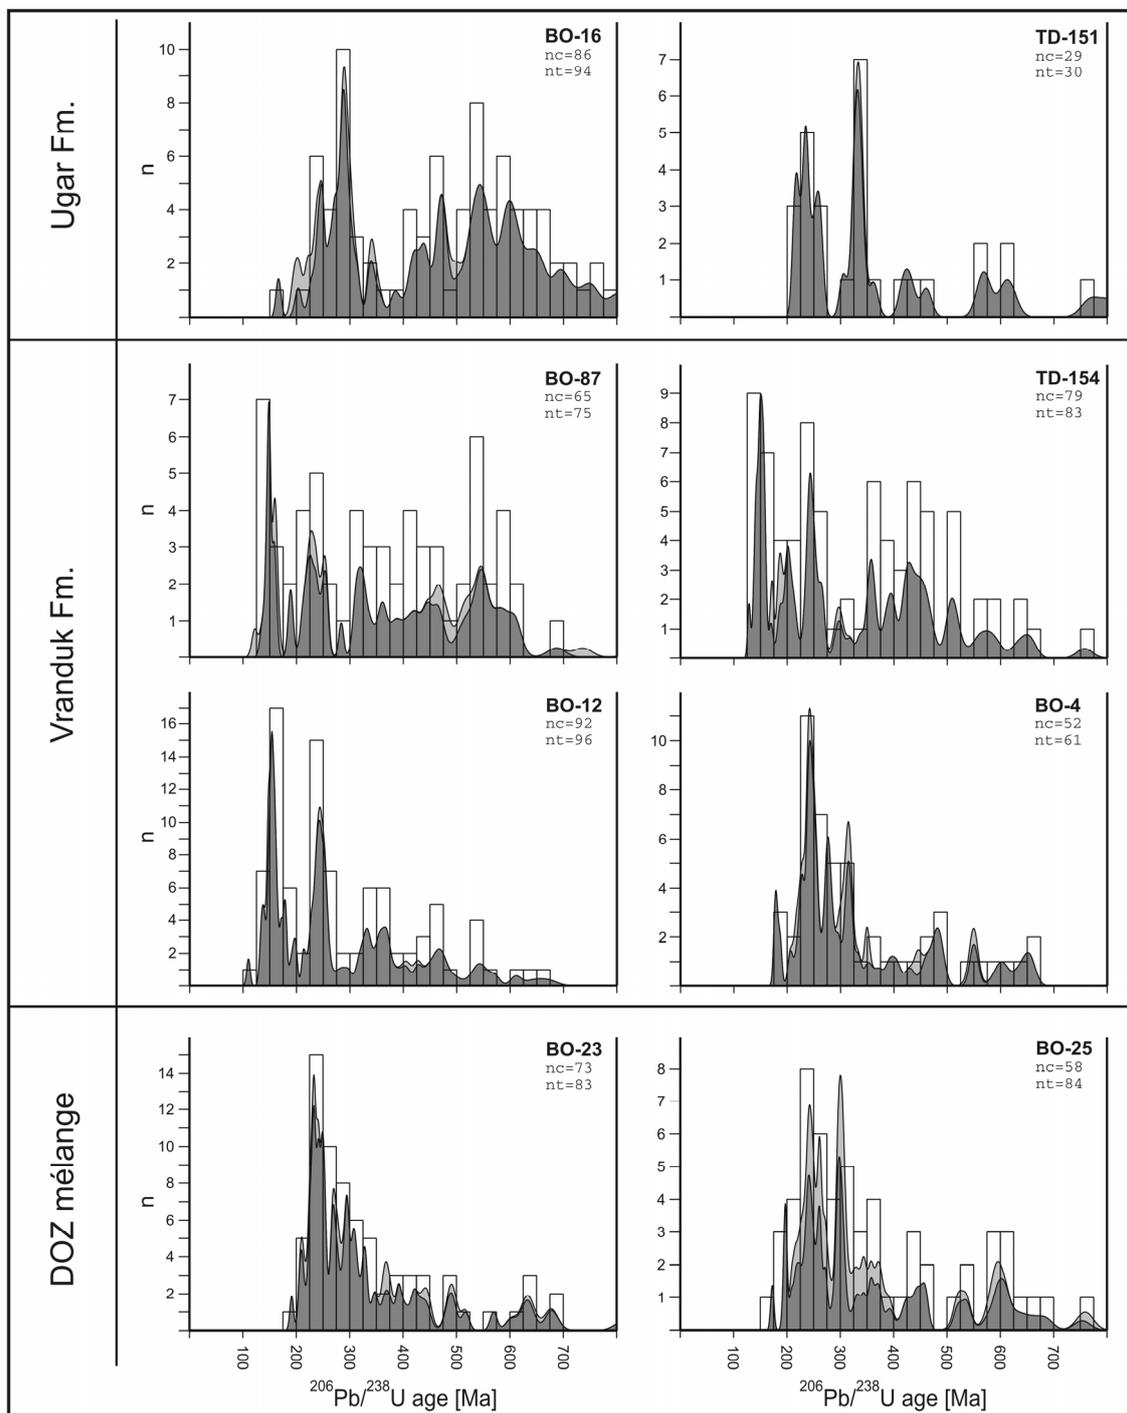 Ugar Fm.
BO-16
nc=86
nt=94
n
10
8
6
4
2
TD-151
nc=29
nt=30
7
6
5
4
3
2
1
Vranduk Fm.
BO-87
nc=65
nt=75
n
7
6
5
4
3
2
1
TD-154
nc=79
nt=83
9
8
7
6
5
4
3
2
1
BO-12
nc=92
nt=96
n
16
14
12
10
8
6
4
2
BO-4
nc=52
nt=61
10
8
6
4
2
DOZ mélange
BO-23
nc=73
nt=83
n
14
12
10
8
6
4
2
100 200 300 400 500 600 700
206Pb/238U age [Ma]
BO-25
nc=58
nt=84
8
7
6
5
4
3
2
1
100 200 300 400 500 600 700
206Pb/238U age [Ma]